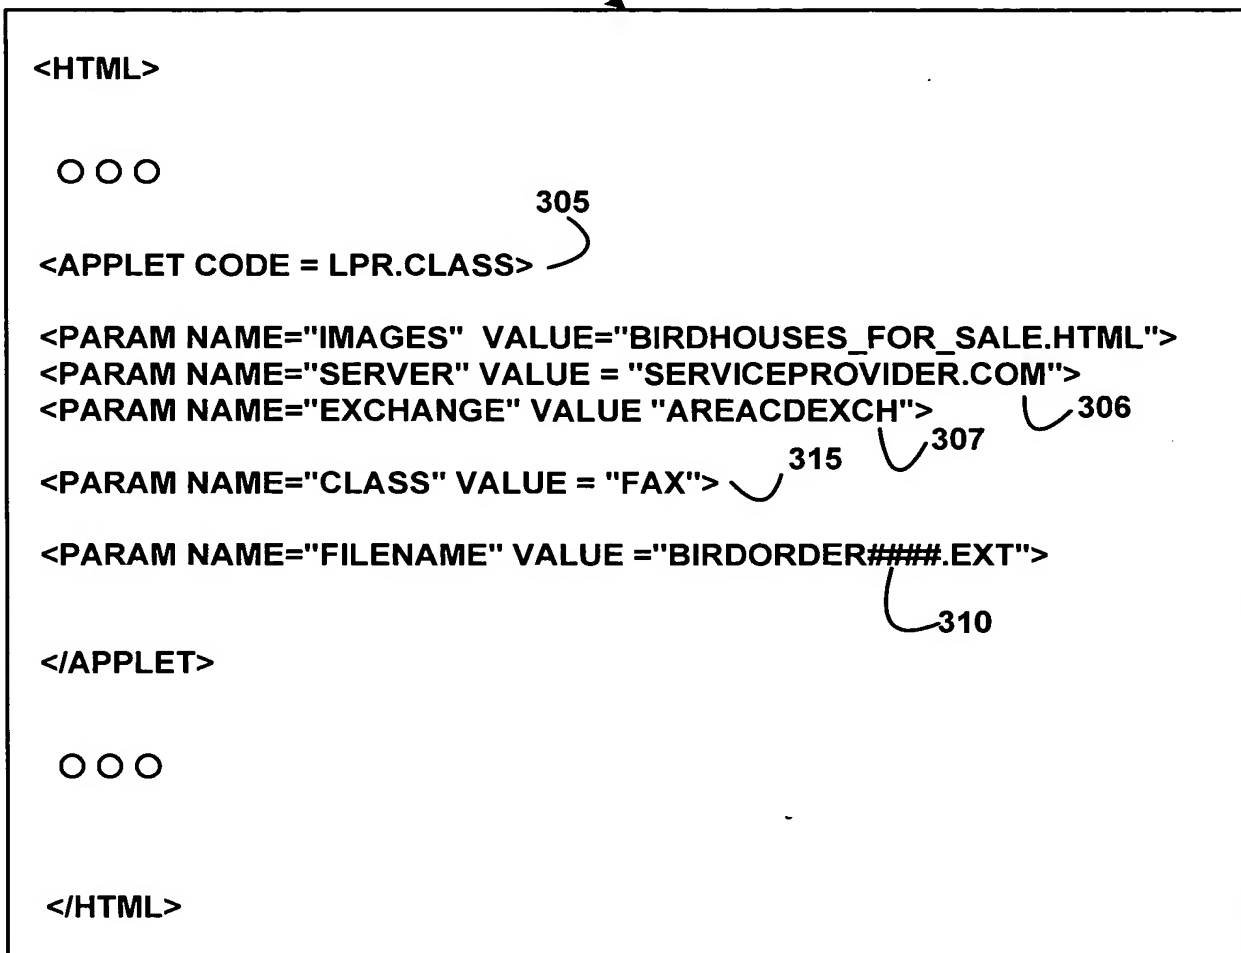 <HTML>
○ ○ ○
305
<APPLET CODE = LPR.CLASS>
<PARAM NAME="IMAGES" VALUE="BIRDHOUSES_FOR_SALE.HTML">
<PARAM NAME="SERVER" VALUE = "SERVICEPROVIDER.COM">
<PARAM NAME="EXCHANGE" VALUE "AREACDEXCH"> 306
307
315
<PARAM NAME="CLASS" VALUE = "FAX">
<PARAM NAME="FILENAME" VALUE ="BIRDORDER####.EXT">
310
</APPLET>
○ ○ ○
</HTML>